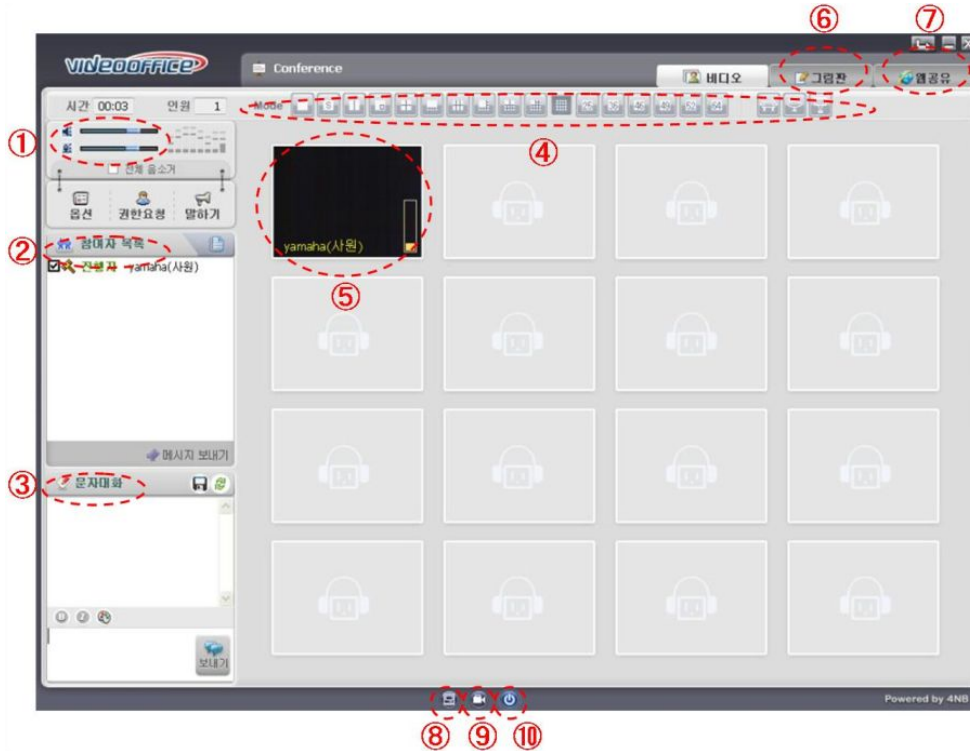 ⑥ ⑦
videooffice
Conference
비디오
그림판
웹공유
시간 00:03 인원 1
Mode
①
④
전체 음소거
옵션 권한요청 말하기
② 참여자 목록
진행자 yamaha(사원)
yamaha(사원)
⑤
메시지 보내기
③ 문자대화
보내기
Powered by 4NB
⑧ ⑨ ⑩